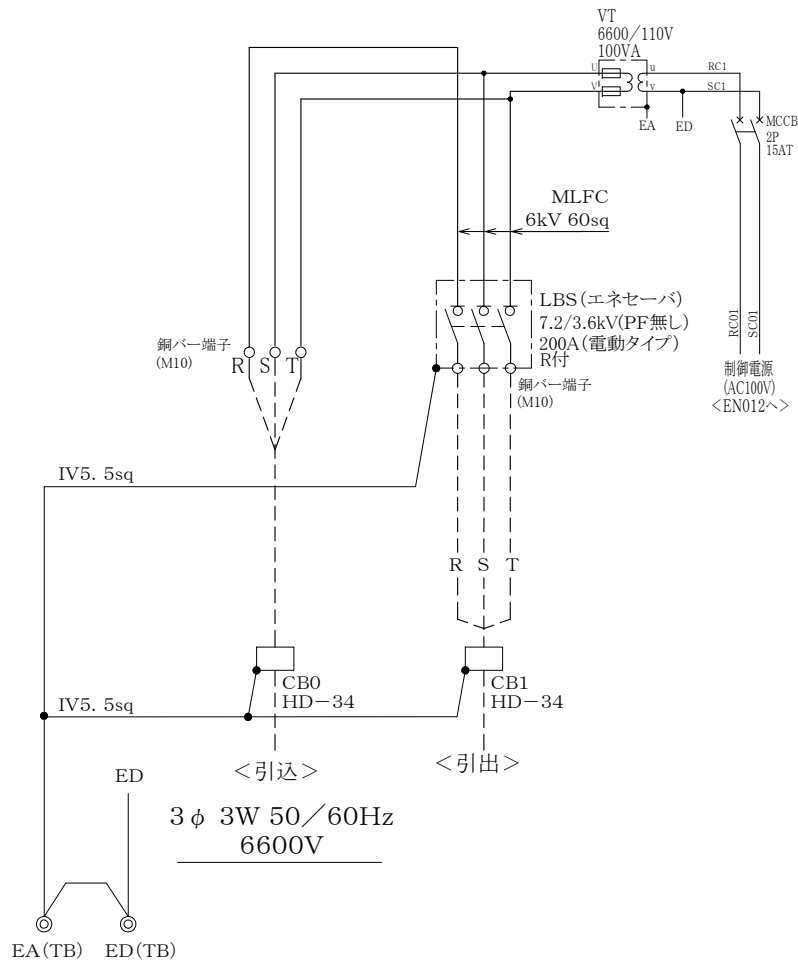 VT
6600/110V
100VA
U
V
u
v
RC1
SC1
EA
ED
MCCB
2P
15AT
MLFC
6kV 60sq
LBS(エネセーバ)
7.2/3.6kV(PF無し)
200A(電動タイプ)
R付
銅バー端子
(M10)
R S T
銅バー端子
(M10)
RC01
SC01
制御電源
(AC100V)
<EN012へ>
IV5.5sq
R S T
CB0
HD-34
CB1
HD-34
IV5.5sq
<引込>
<引出>
ED
3φ 3W 50/60Hz
6600V
EA(TB) ED(TB)